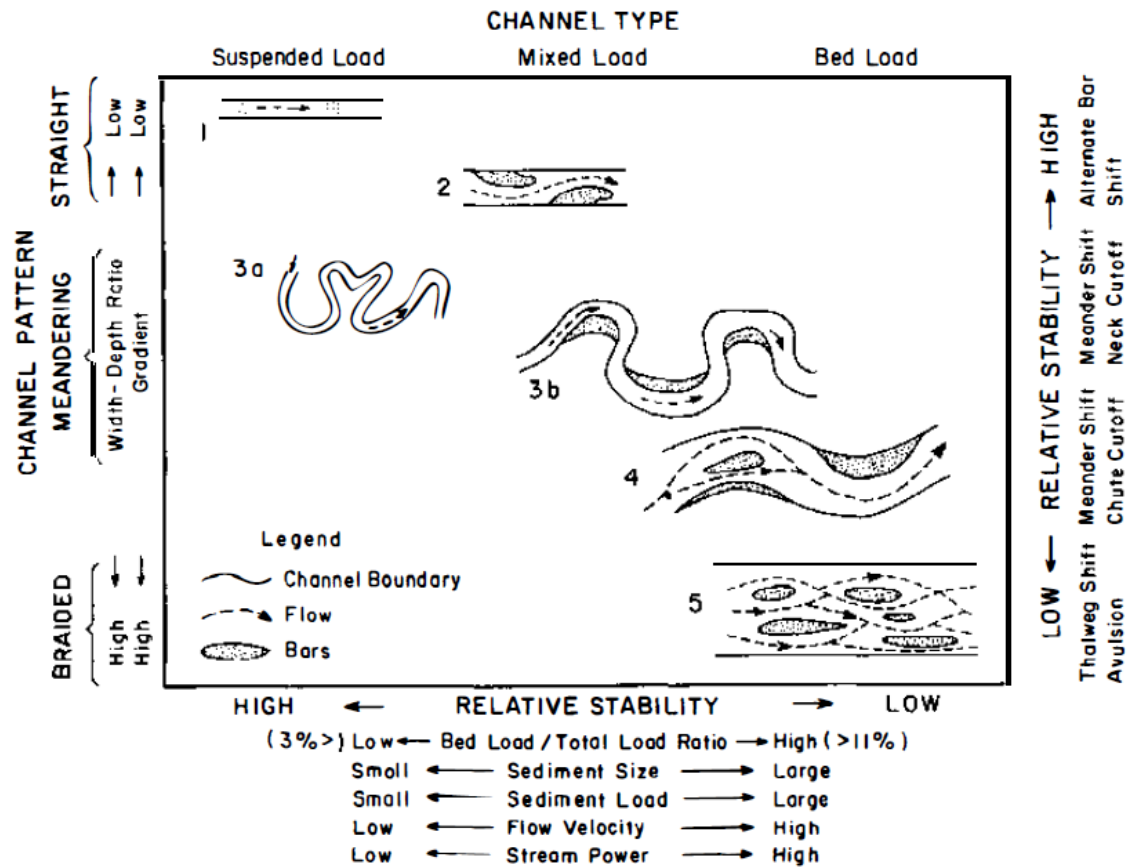 CHANNEL TYPE
Suspended Load Mixed Load Bed Load
CHANNEL PATTERN
STRAIGHT
MEANDERING
BRAIDED
Low
Low
Width-Depth Ratio
Gradient
High
High
1
2
3a
3b
4
5
Legend
Channel Boundary
Flow
Bars
HIGH
RELATIVE STABILITY
LOW
Alternate Bar
Shift
Meander Shift
Neck Cutoff
Meander Shift
Chute Cutoff
Thalweg Shift
Avulsion
HIGH ← RELATIVE STABILITY → LOW
(3%>) Low ← Bed Load / Total Load Ratio → High (>11%)
Small ← Sediment Size → Large
Small ← Sediment Load → Large
Low ← Flow Velocity → High
Low ← Stream Power → High